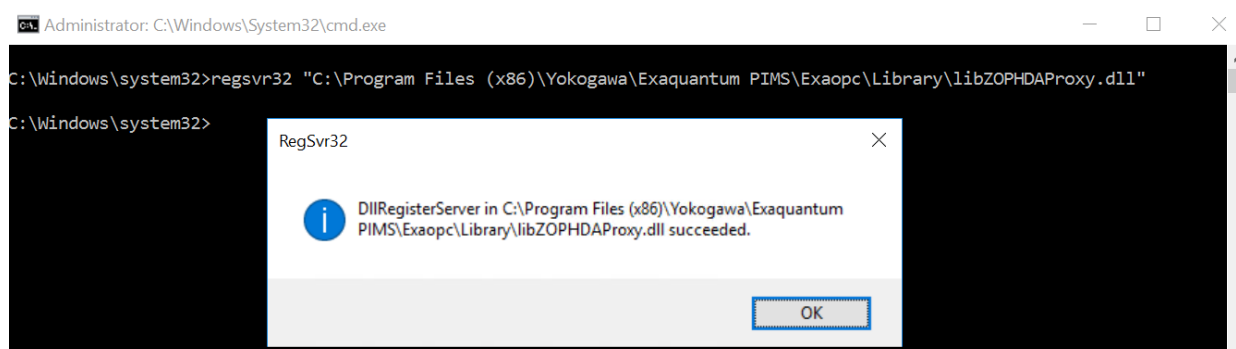 Administrator: C:\Windows\System32\cmd.exe
C:\Windows\system32>regsvr32 "C:\Program Files (x86)\Yokogawa\Exaquantum PIMS\Exaopc\Library\libZOPHDAProxy.dll"
C:\Windows\system32>
RegSvr32
DllRegisterServer in C:\Program Files (x86)\Yokogawa\Exaquantum
PIMS\Exaopc\Library\libZOPHDAProxy.dll succeeded.
OK